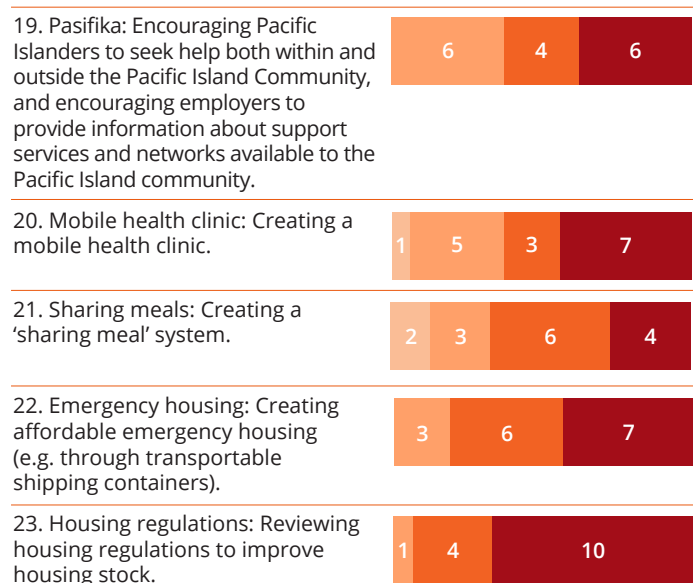 19. Pasifika: Encouraging Pacific
Islanders to seek help both within and
outside the Pacific Island Community,
and encouraging employers to
provide information about support
services and networks available to the
Pacific Island community.
6 4 6
20. Mobile health clinic: Creating a
mobile health clinic.
1 5 3 7
21. Sharing meals: Creating a
‘sharing meal’ system.
2 3 6 4
22. Emergency housing: Creating
affordable emergency housing
(e.g. through transportable
shipping containers).
3 6 7
23. Housing regulations: Reviewing
housing regulations to improve
housing stock.
1 4 10